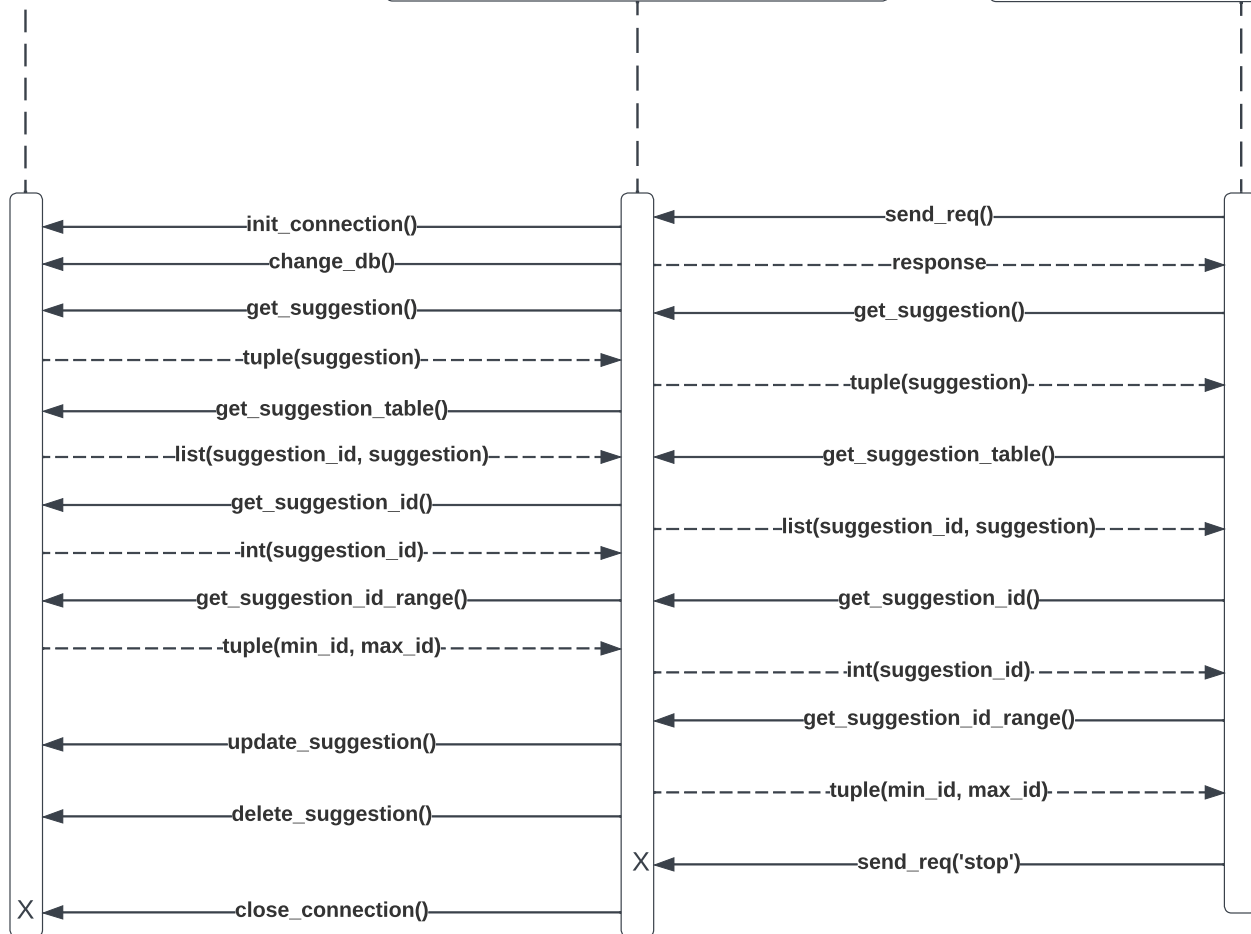 init_connection()
change_db()
get_suggestion()
tuple(suggestion)
get_suggestion_table()
list(suggestion_id, suggestion)
get_suggestion_id()
int(suggestion_id)
get_suggestion_id_range()
tuple(min_id, max_id)
update_suggestion()
delete_suggestion()
X
close_connection()
send_req()
response
get_suggestion()
tuple(suggestion)
get_suggestion_table()
list(suggestion_id, suggestion)
get_suggestion_id()
int(suggestion_id)
get_suggestion_id_range()
tuple(min_id, max_id)
X
send_req('stop')